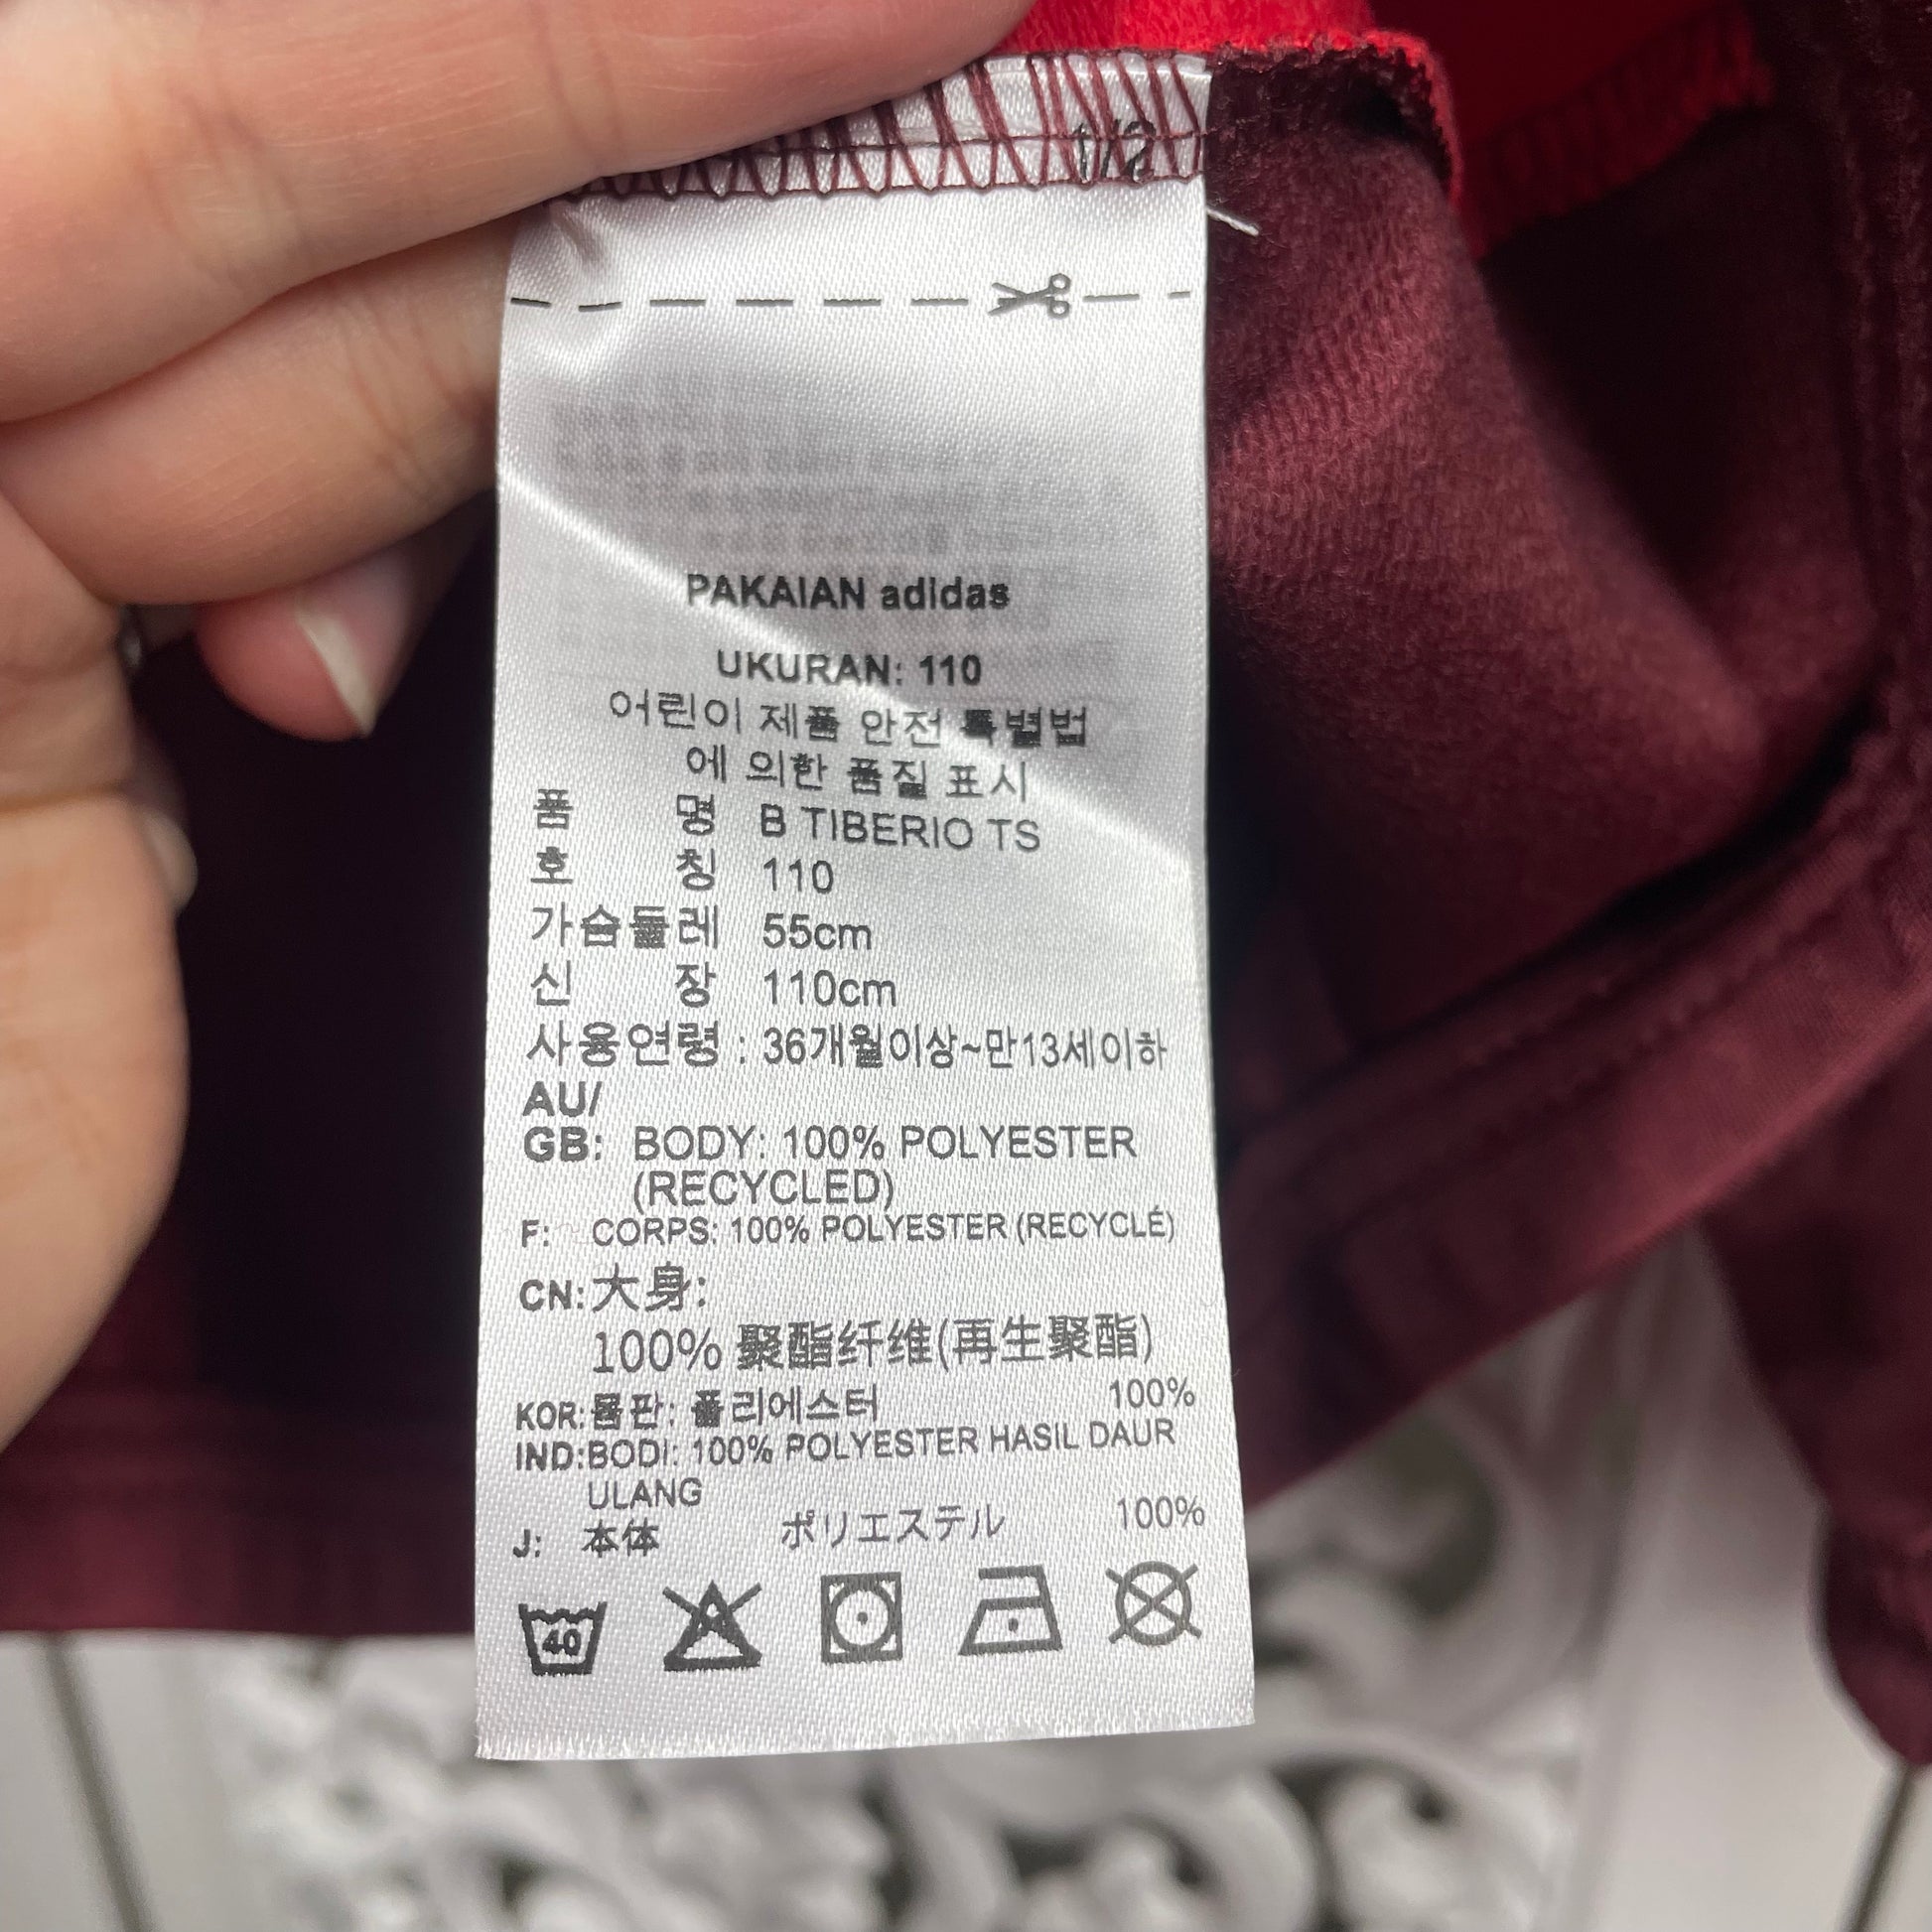 1/2
PAKAIAN adidas
UKURAN: 110
어린이 제품 안전 특별법
에 의한 품질 표시
품 명 B TIBERIO TS
호 칭 110
가슴둘레 55cm
신 장 110cm
사용연령 : 36개월이상~만13세이하
AU/
GB: BODY: 100% POLYESTER
(RECYCLED)
F: CORPS: 100% POLYESTER (RECYCLÉ)
CN: 大身:
100% 聚酯纤维(再生聚酯)
KOR: 몸판: 폴리에스터 100%
IND: BODI: 100% POLYESTER HASIL DAUR
ULANG
J: 本体 ポリエステル 100%
40